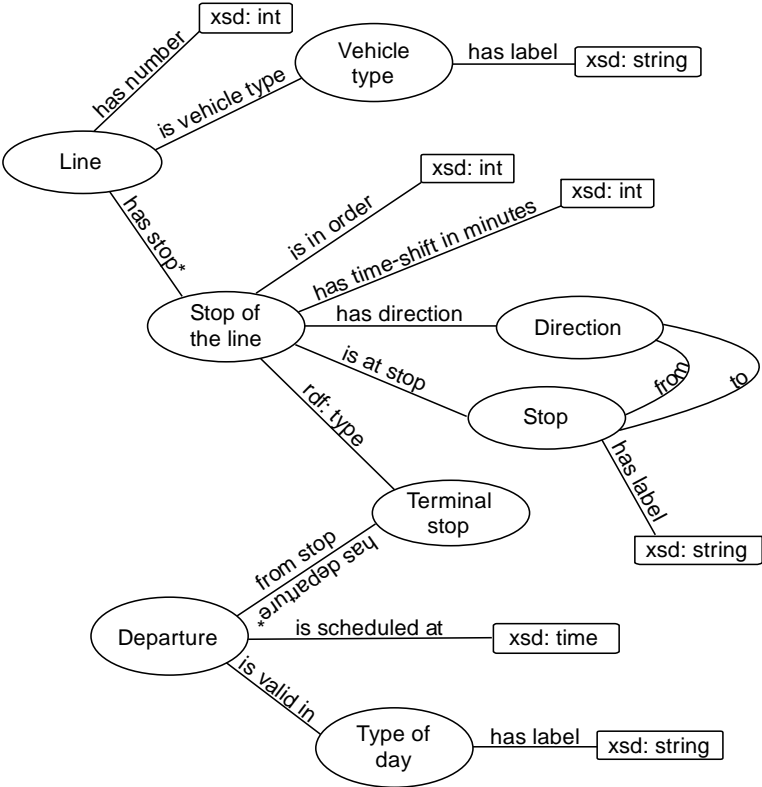 xsd: int
has number
Vehicle
type
has label
xsd: string
is vehicle type
Line
has stop*
xsd: int
is in order
xsd: int
has time-shift in minutes
Stop of
the line
has direction
Direction
is at stop
from
to
Stop
rdf: type
has label
Terminal
stop
xsd: string
from stop
has departure*
Departure
is scheduled at
xsd: time
is valid in
Type of
day
has label
xsd: string